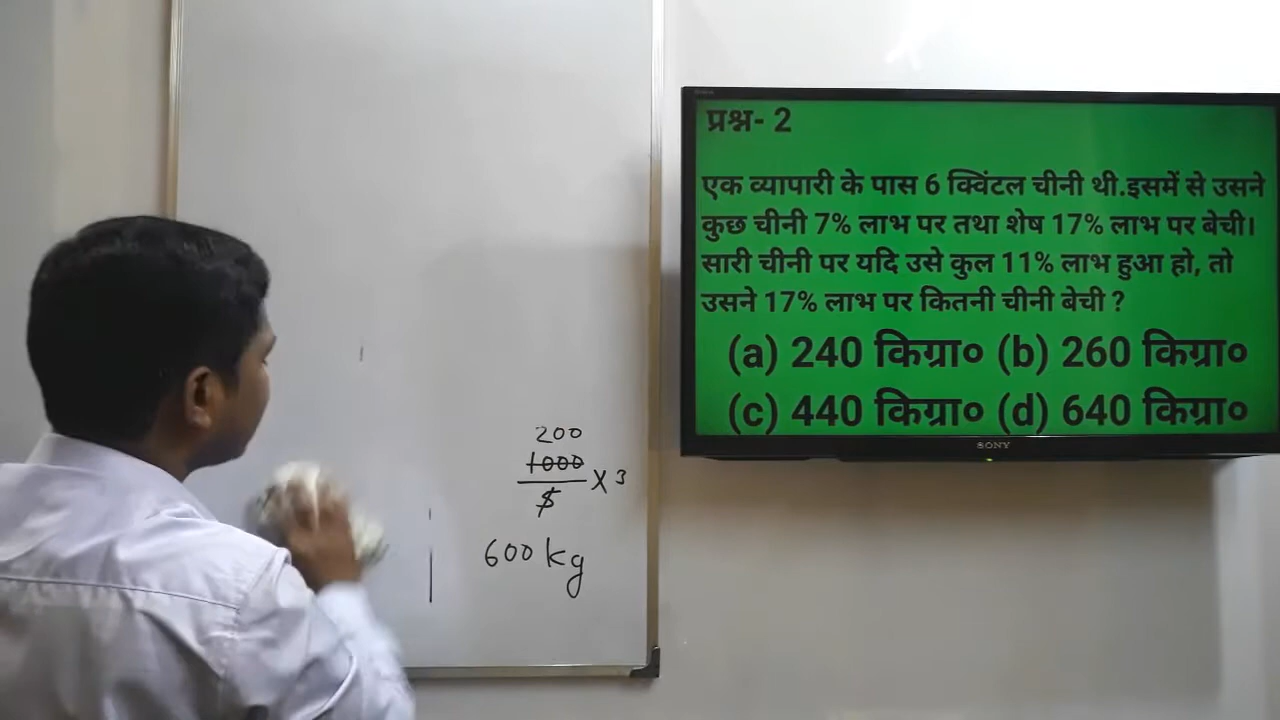 200
1000
5 X 3
600 kg
प्रश्न- 2
एक व्यापारी के पास 6 क्विंटल चीनी थी.इसमें से उसने
कुछ चीनी 7% लाभ पर तथा शेष 17% लाभ पर बेची।
सारी चीनी पर यदि उसे कुल 11% लाभ हुआ हो, तो
उसने 17% लाभ पर कितनी चीनी बेची ?
(a) 240 किग्रा० (b) 260 किग्रा०
(c) 440 किग्रा० (d) 640 किग्रा०
SONY